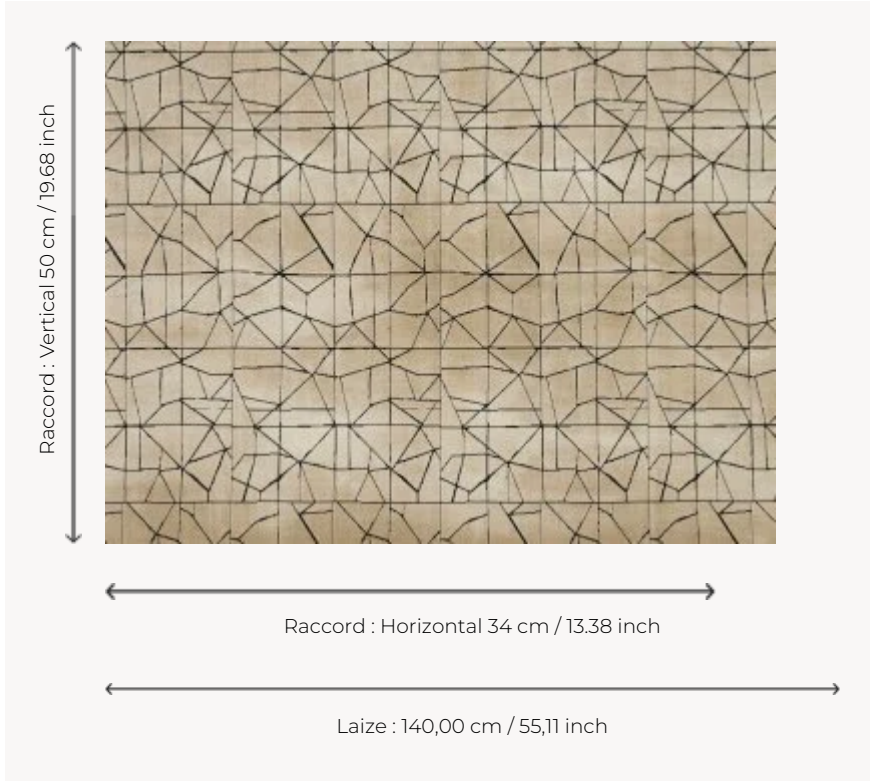 Raccord : Vertical 50 cm / 19.68 inch
Raccord : Horizontal 34 cm / 13.38 inch
Laize : 140,00 cm / 55,11 inch